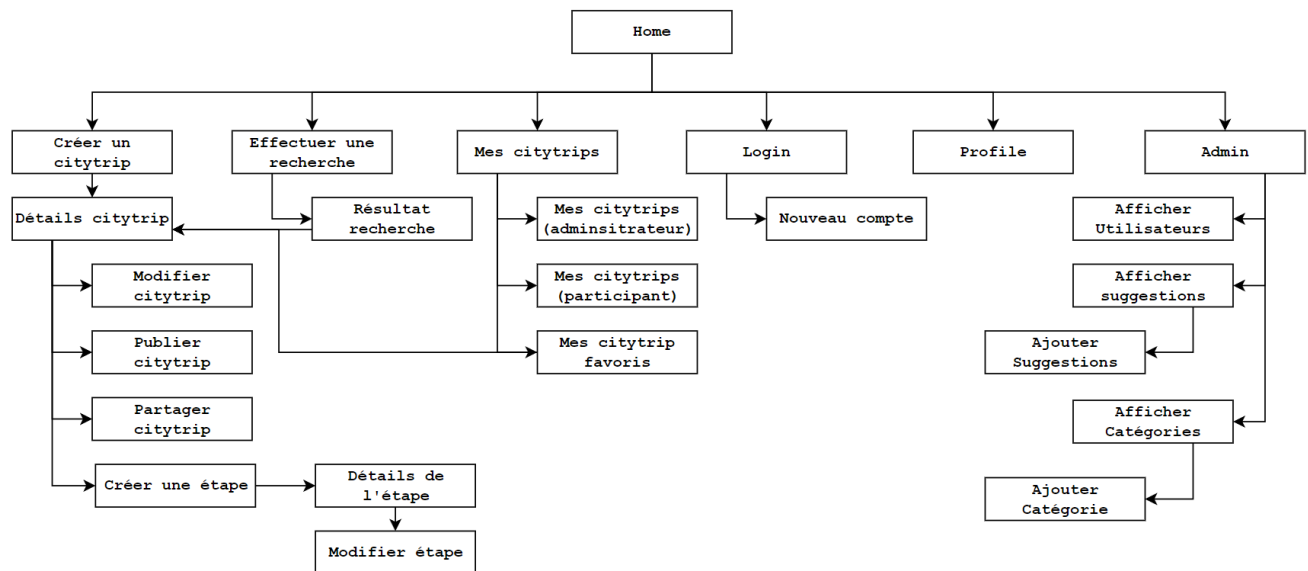 Home
Créer un
citytrip
Effectuer une
recherche
Mes citytrips
Login
Profile
Admin
Détails citytrip
Résultat
recherche
Mes citytrips
(adminsitrateur)
Nouveau compte
Afficher
Utilisateurs
Modifier
citytrip
Mes citytrips
(participant)
Afficher
suggestions
Publier
citytrip
Mes citytrip
favoris
Ajouter
Suggestions
Partager
citytrip
Afficher
Catégories
Créer une étape
Détails de
l'étape
Ajouter
Catégorie
Modifier étape